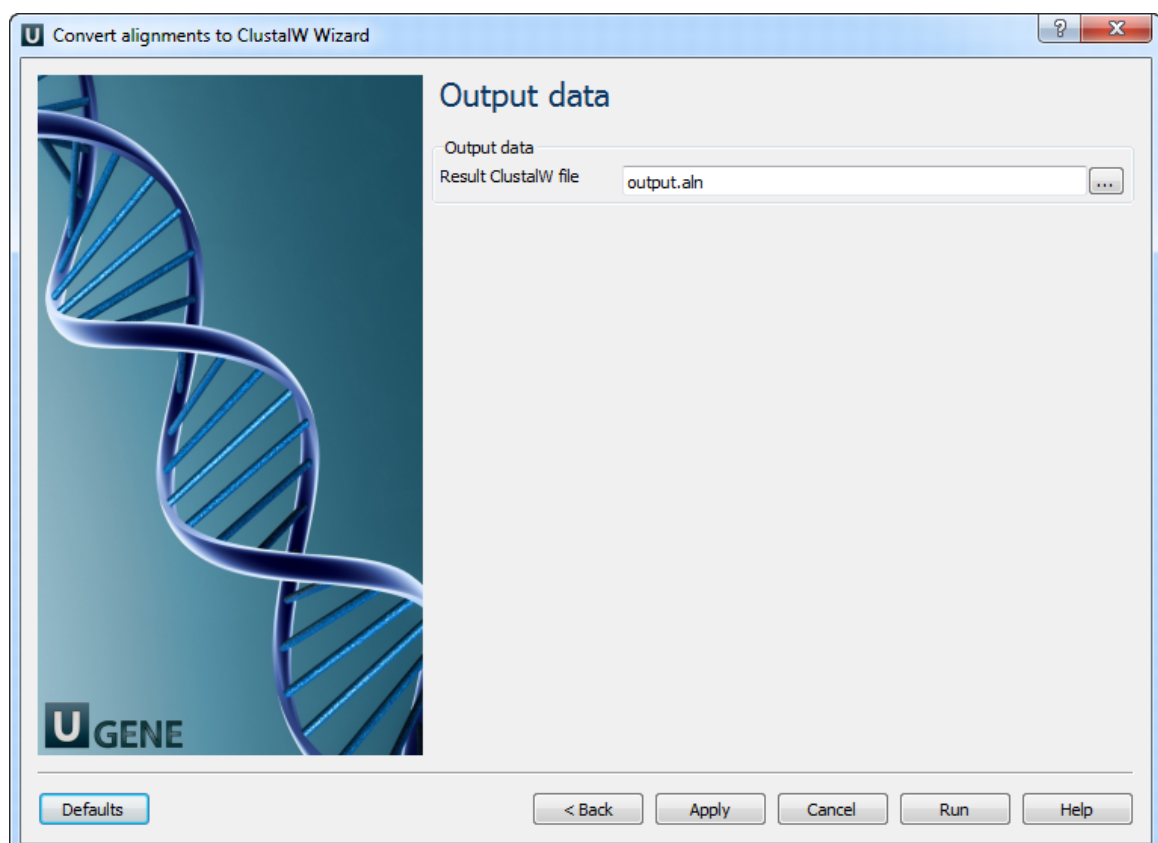 U Convert alignments to ClustalW Wizard ? X
Output data
Output data
Result ClustalW file output.aln ...
U GENE
Defaults < Back Apply Cancel Run Help